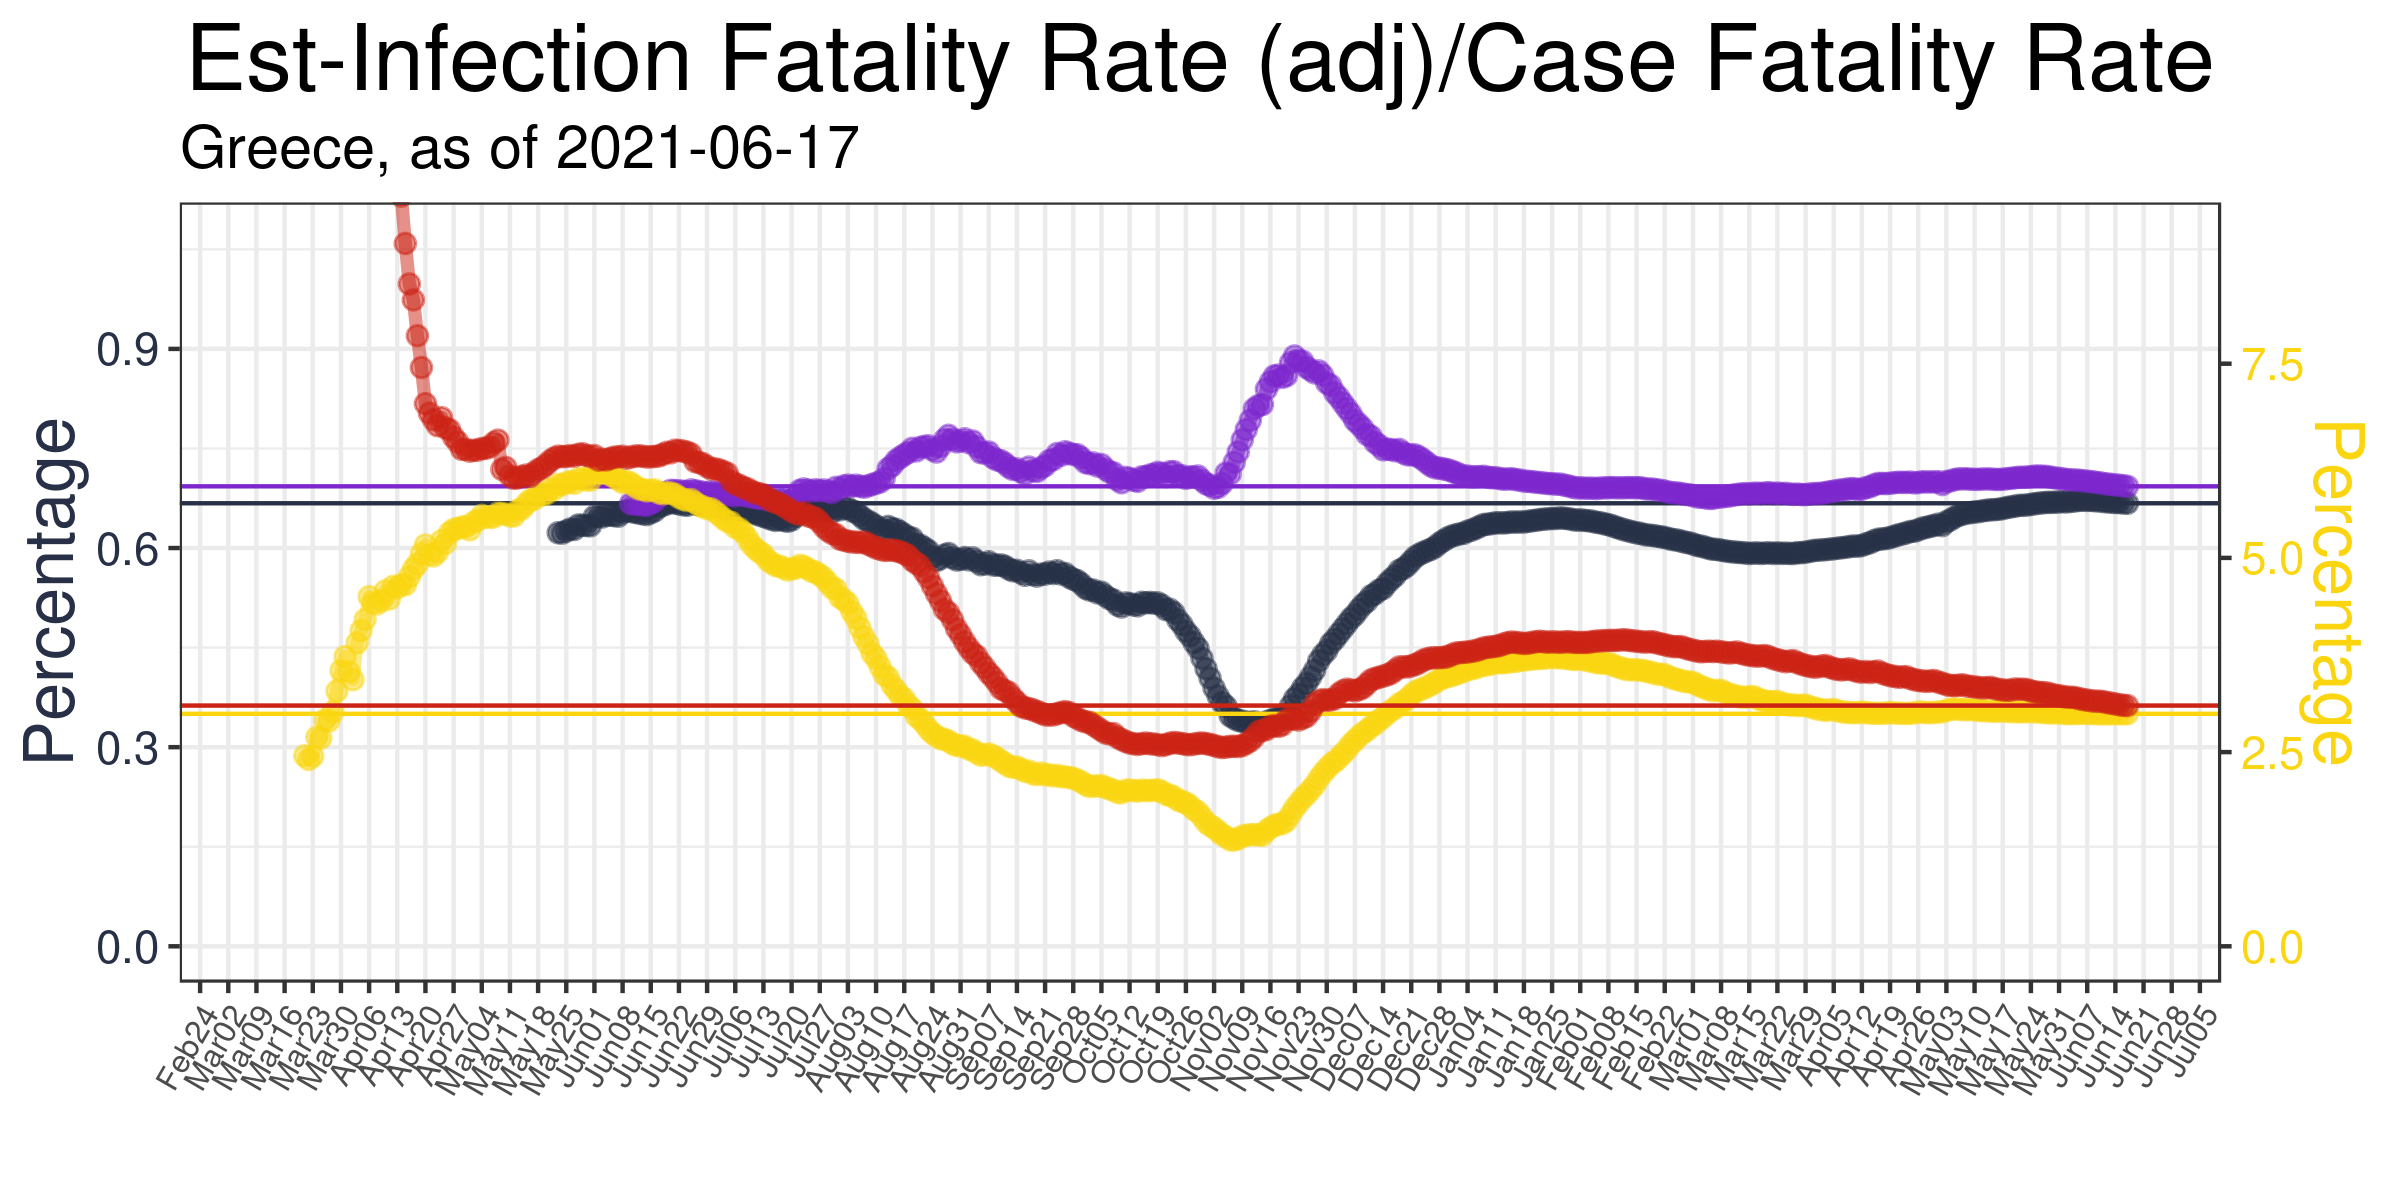 Est-Infection Fatality Rate (adj)/Case Fatality Rate
Greece, as of 2021-06-17
Percentage
0.9
0.6
0.3
0.0
7.5
5.0
2.5
0.0
Percentage
Feb24 Mar02 Mar09 Mar16 Mar23 Mar30 Apr06 Apr13 Apr20 Apr27 May04 May11 May18 May25 Jun01 Jun08 Jun15 Jun22 Jun29 Jul06 Jul13 Jul20 Jul27 Aug03 Aug10 Aug17 Aug24 Aug31 Sep07 Sep14 Sep21 Sep28 Oct05 Oct12 Oct19 Oct26 Nov02 Nov09 Nov16 Nov23 Nov30 Dec07 Dec14 Dec21 Dec28 Jan04 Jan11 Jan18 Jan25 Feb01 Feb08 Feb15 Feb22 Mar01 Mar08 Mar15 Mar22 Mar29 Apr05 Apr12 Apr19 Apr26 May03 May10 May17 May24 May31 Jun07 Jun14 Jun21 Jun28 Jul05